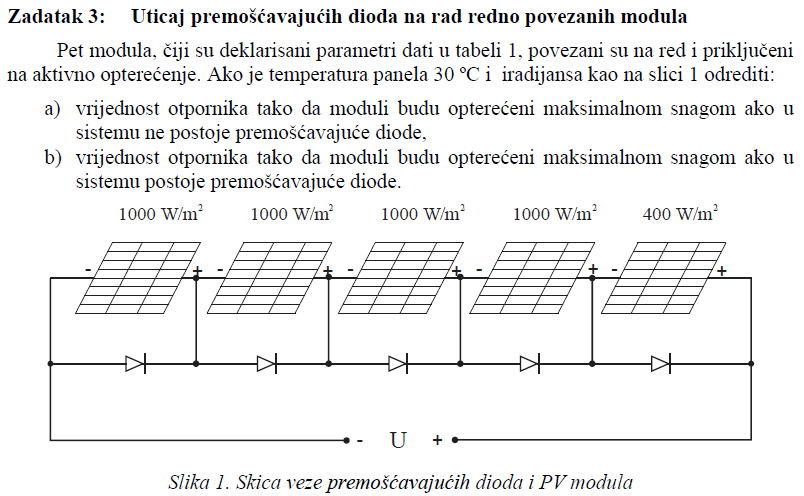 Zadatak 3: Uticaj premošćavajućih dioda na rad redno povezanih modula
Pet modula, čiji su deklarisani parametri dati u tabeli 1, povezani su na red i priključeni
na aktivno opterećenje. Ako je temperatura panela 30 ºC i iradijansa kao na slici 1 odrediti:
a) vrijednost otpornika tako da moduli budu opterećeni maksimalnom snagom ako u
sistemu ne postoje premošćavajuće diode,
b) vrijednost otpornika tako da moduli budu opterećeni maksimalnom snagom ako u
sistemu postoje premošćavajuće diode.
1000 W/m² 1000 W/m² 1000 W/m² 1000 W/m² 400 W/m²
- + - + - + - + - +
- U +
Slika 1. Skica veze premošćavajućih dioda i PV modula